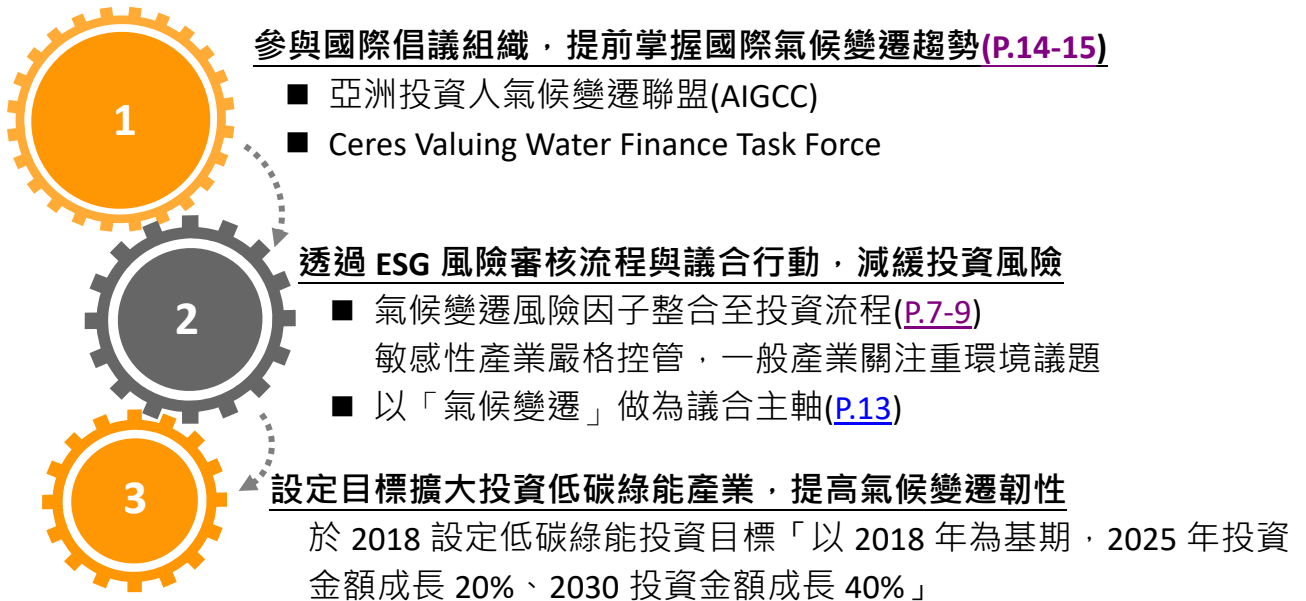 1
參與國際倡議組織，提前掌握國際氣候變遷趨勢(P.14-15)
■ 亞洲投資人氣候變遷聯盟(AIGCC)
■ Ceres Valuing Water Finance Task Force
2
透過 ESG 風險審核流程與議合行動，減緩投資風險
■ 氣候變遷風險因子整合至投資流程(P.7-9)
敏感性產業嚴格控管，一般產業關注重環境議題
■ 以「氣候變遷」做為議合主軸(P.13)
3
設定目標擴大投資低碳綠能產業，提高氣候變遷韌性
於 2018 設定低碳綠能投資目標「以 2018 年為基期，2025 年投資
金額成長 20%、2030 投資金額成長 40%」